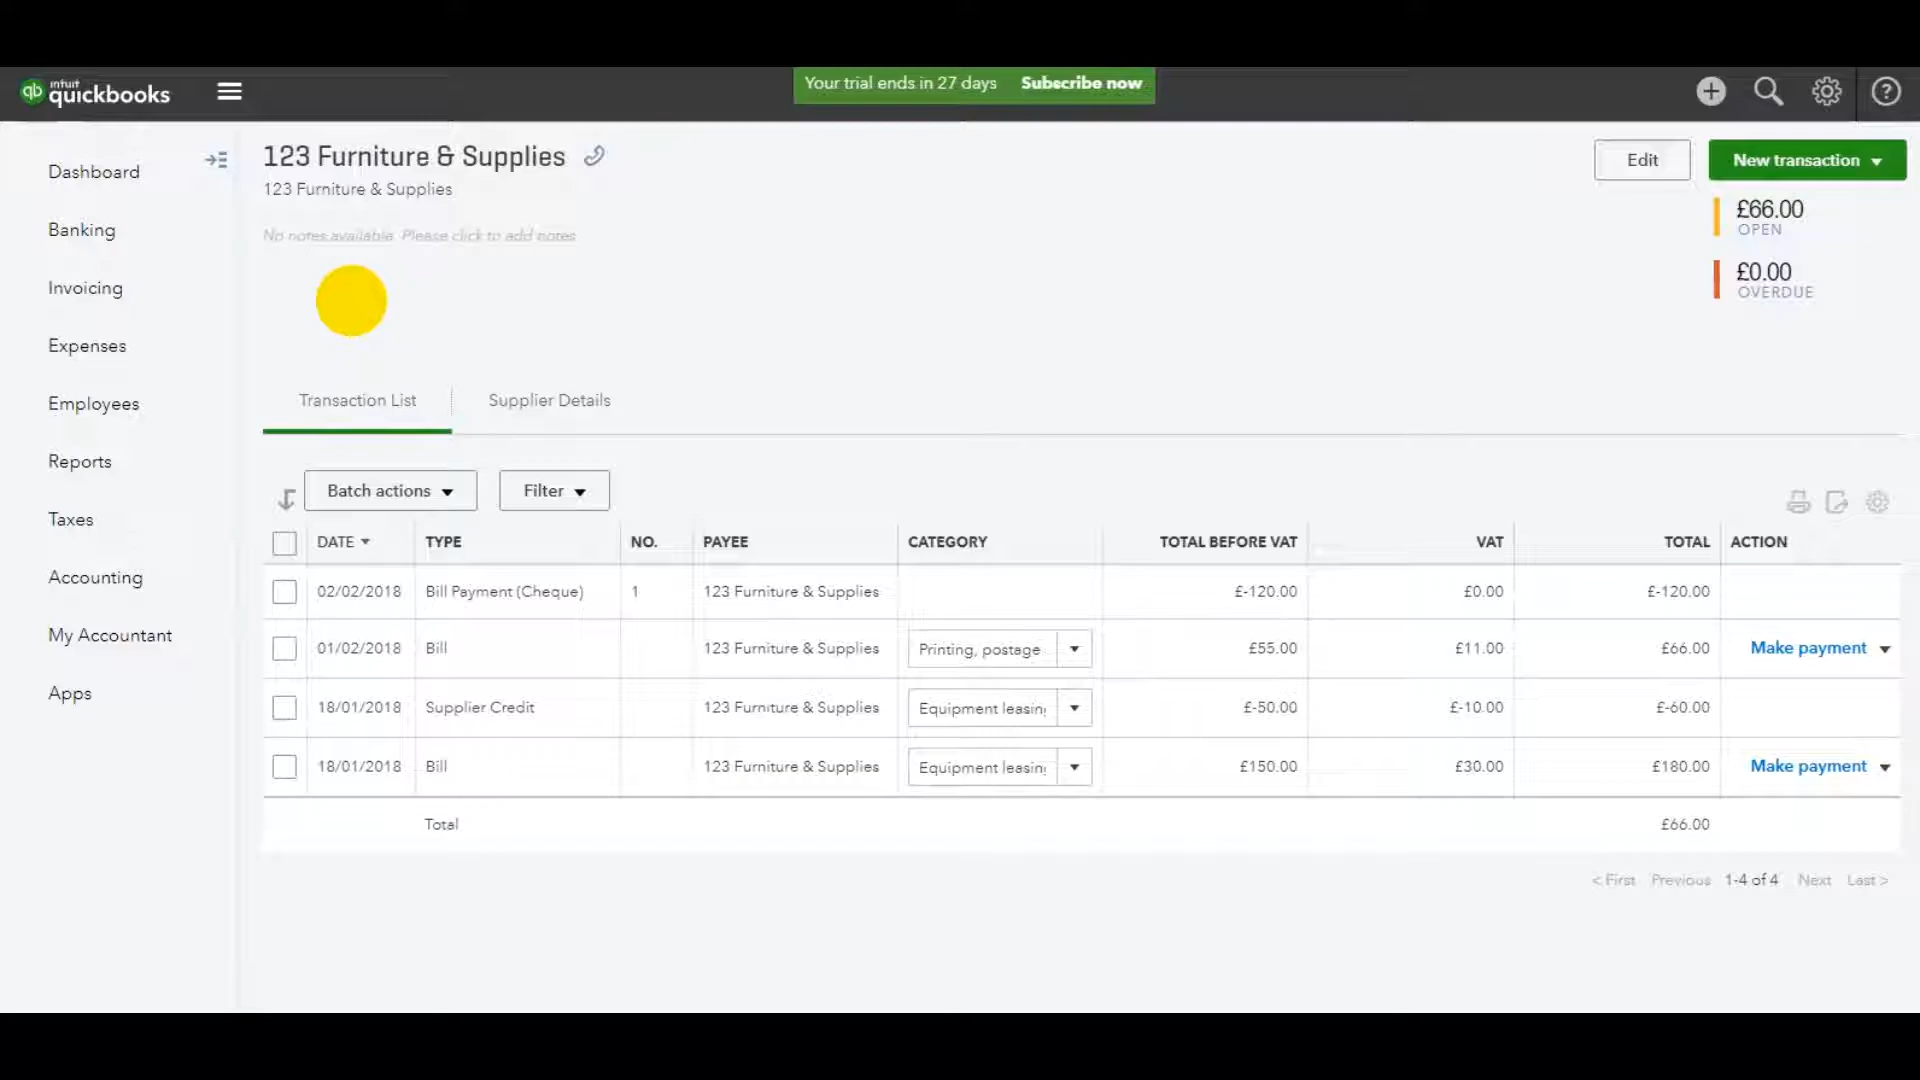 intuit
quickbooks
Your trial ends in 27 days Subscribe now
Dashboard
Banking
Invoicing
Expenses
Employees
Reports
Taxes
Accounting
My Accountant
Apps
123 Furniture & Supplies
123 Furniture & Supplies
No notes available. Please click to add notes.
Edit
New transaction
£66.00
OPEN
£0.00
OVERDUE
Transaction List Supplier Details
Batch actions Filter
DATE TYPE NO. PAYEE CATEGORY TOTAL BEFORE VAT VAT TOTAL ACTION
02/02/2018 Bill Payment (Cheque) 1 123 Furniture & Supplies £-120.00 £0.00 £-120.00
01/02/2018 Bill 123 Furniture & Supplies Printing, postage £55.00 £11.00 £66.00 Make payment
18/01/2018 Supplier Credit 123 Furniture & Supplies Equipment leasin £-50.00 £-10.00 £-60.00
18/01/2018 Bill 123 Furniture & Supplies Equipment leasin £150.00 £30.00 £180.00 Make payment
Total £66.00
< First Previous 1-4 of 4 Next Last >